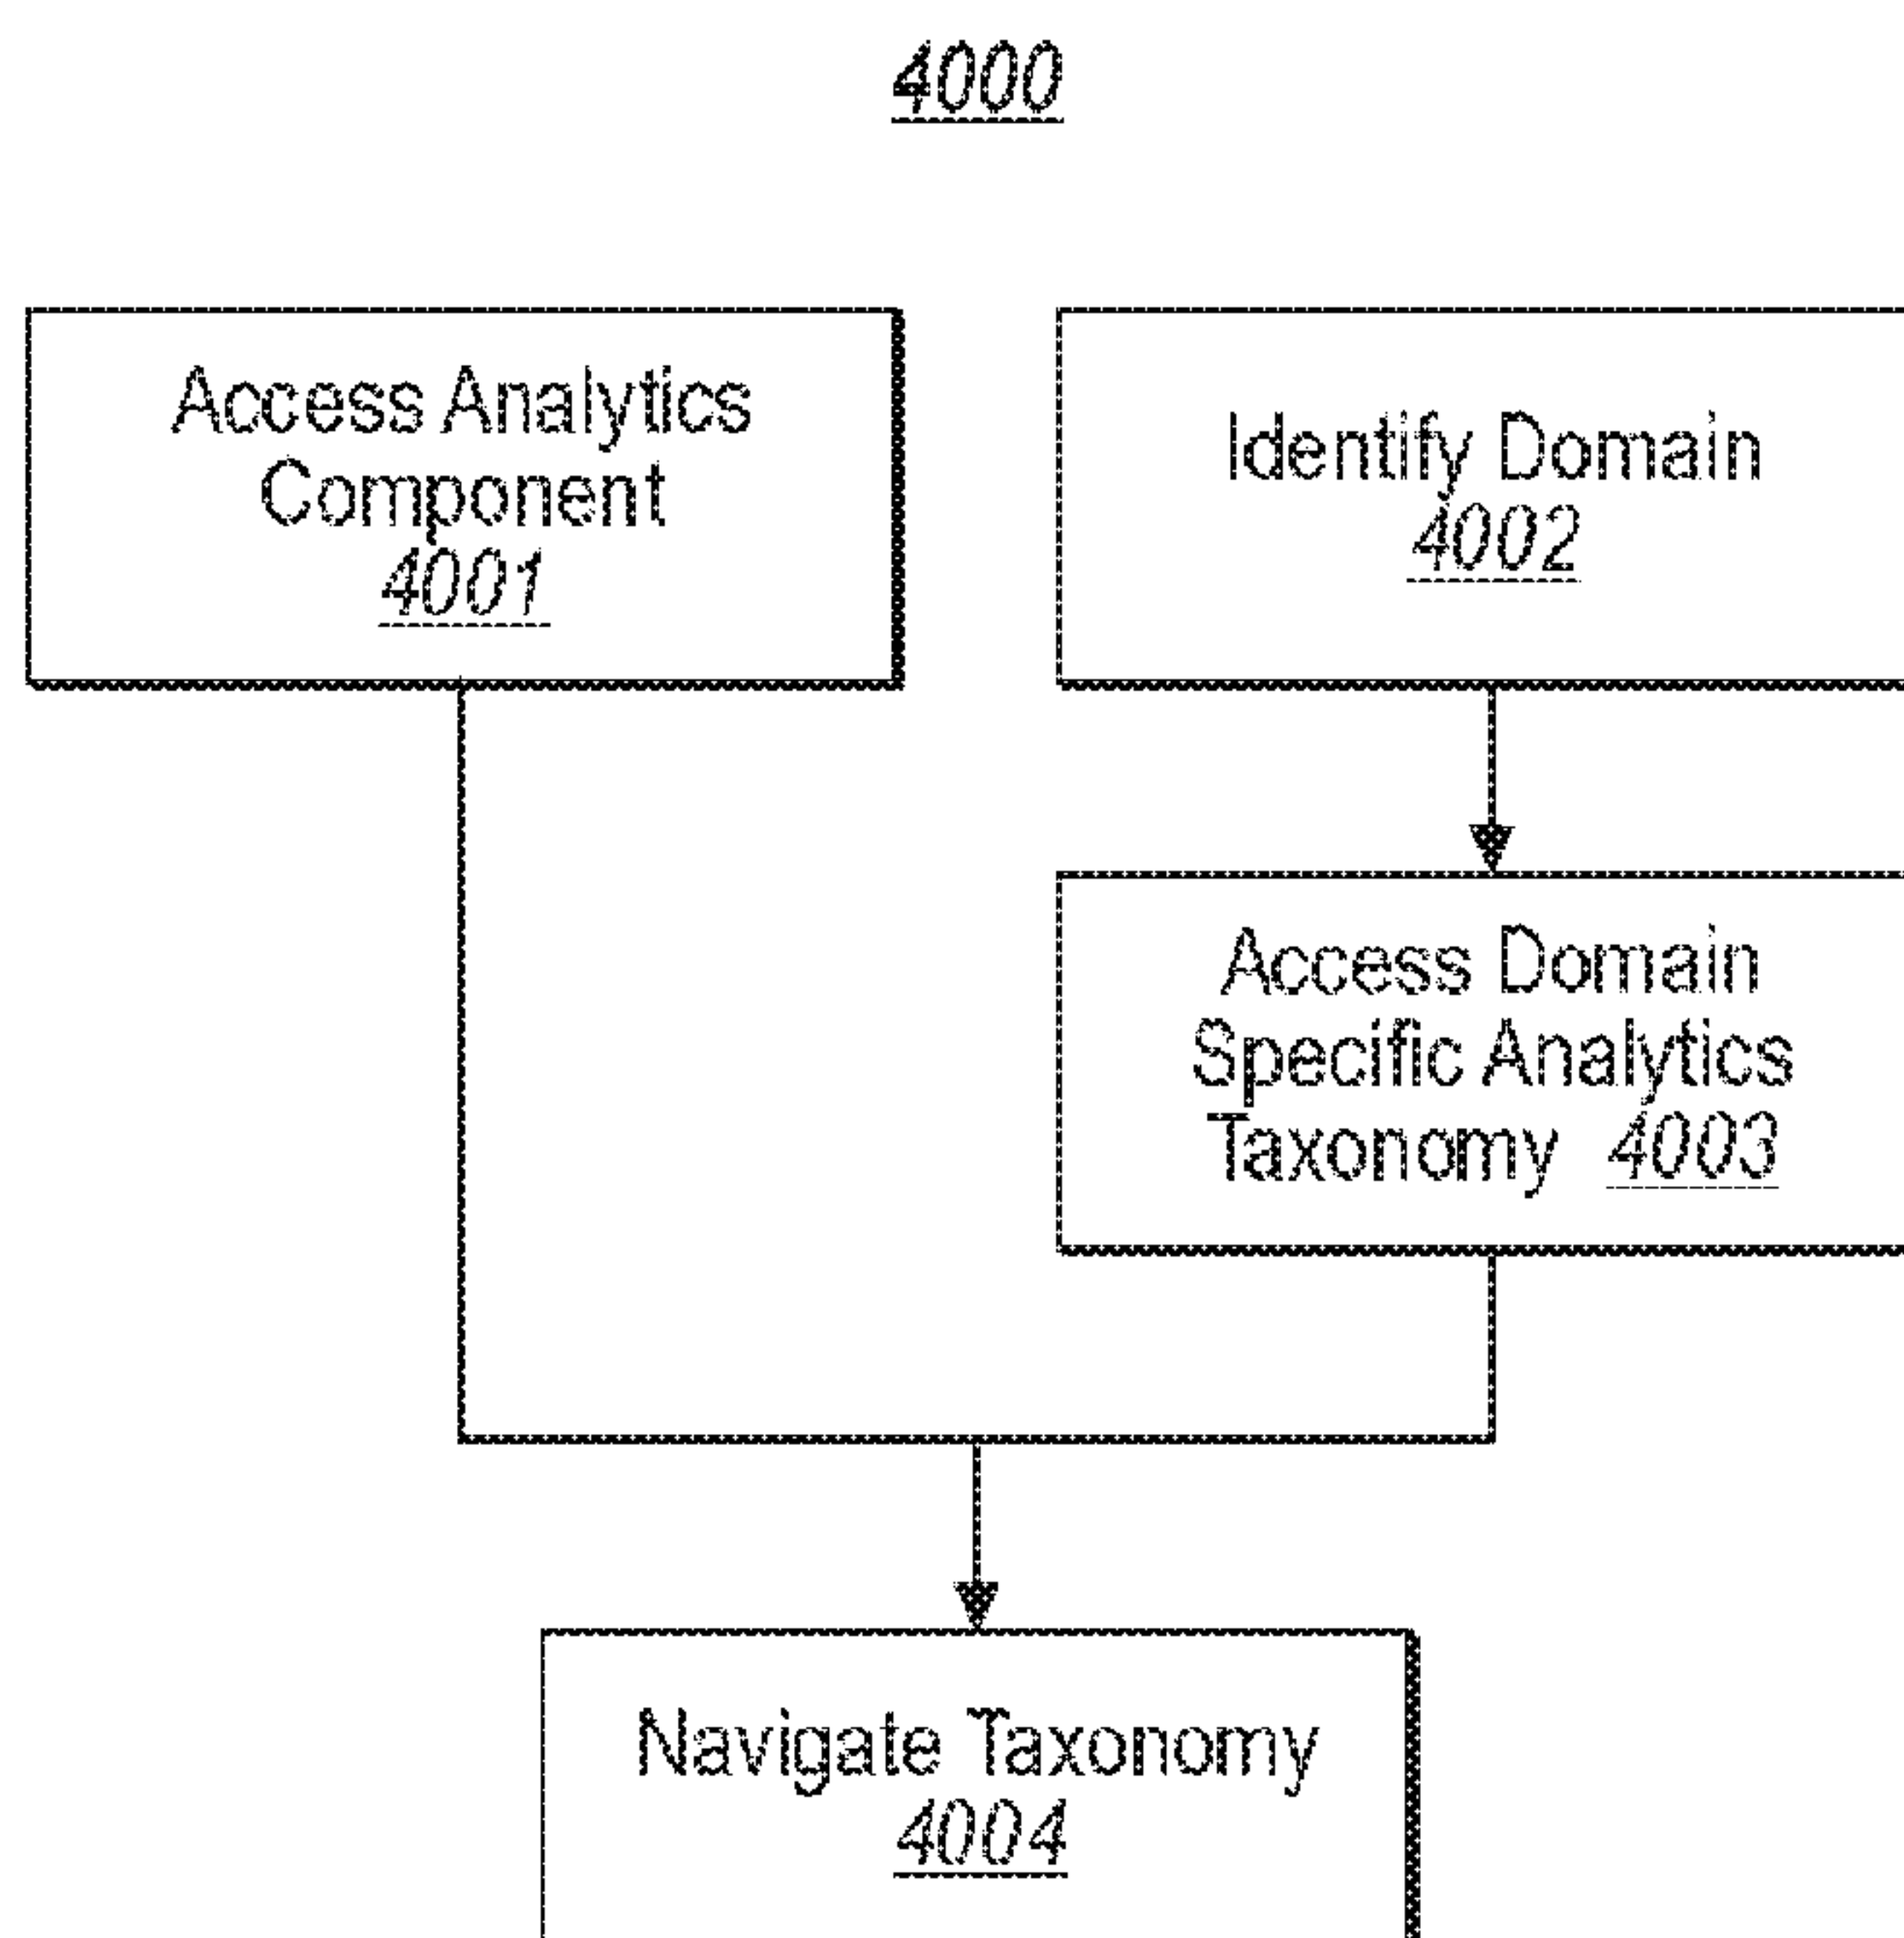 4000
Access Analytics
Component
4001
Identify Domain
4002
Access Domain
Specific Analytics
Taxonomy 4003
Navigate Taxonomy
4004